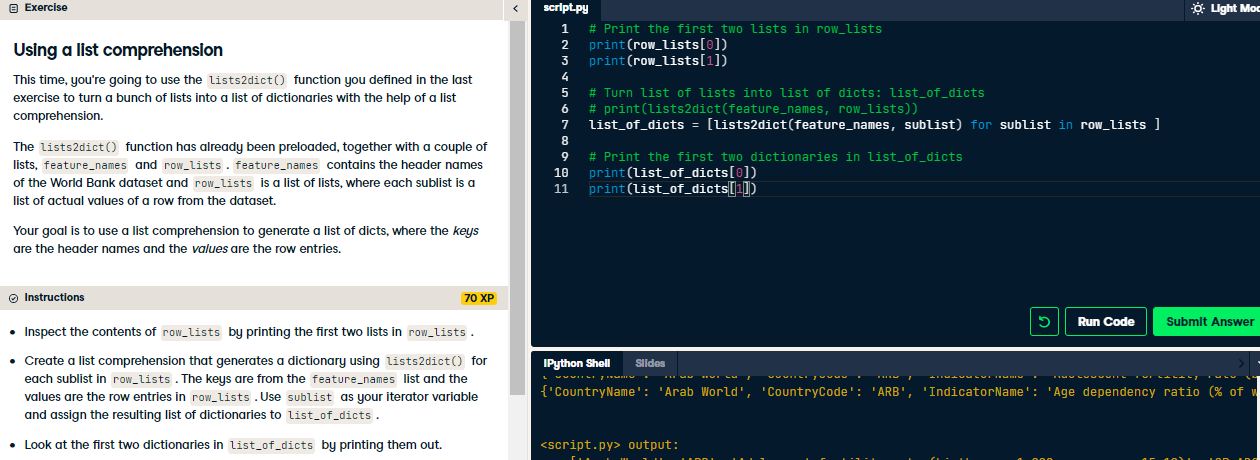 Exercise
Using a list comprehension
This time, you're going to use the lists2dict() function you defined in the last
exercise to turn a bunch of lists into a list of dictionaries with the help of a list
comprehension.
The lists2dict() function has already been preloaded, together with a couple of
lists, feature_names and row_lists . feature_names contains the header names
of the World Bank dataset and row_lists is a list of lists, where each sublist is a
list of actual values of a row from the dataset.
Your goal is to use a list comprehension to generate a list of dicts, where the keys
are the header names and the values are the row entries.
Instructions
70 XP
Inspect the contents of row_lists by printing the first two lists in row_lists .
Create a list comprehension that generates a dictionary using lists2dict() for
each sublist in row_lists . The keys are from the feature_names list and the
values are the row entries in row_lists . Use sublist as your iterator variable
and assign the resulting list of dictionaries to list_of_dicts .
Look at the first two dictionaries in list_of_dicts by printing them out.
script.py
Light Mod
1 # Print the first two lists in row_lists
2 print(row_lists[0])
3 print(row_lists[1])
4
5 # Turn list of lists into list of dicts: list_of_dicts
6 # print(lists2dict(feature_names, row_lists))
7 list_of_dicts = [lists2dict(feature_names, sublist) for sublist in row_lists ]
8
9 # Print the first two dictionaries in list_of_dicts
10 print(list_of_dicts[0])
11 print(list_of_dicts[1])
Run Code
Submit Answer
IPython Shell
Slides
{'CountryName': 'Arab World', 'CountryCode': 'ARB', 'IndicatorName': 'Age dependency ratio (% of w
<script.py> output: